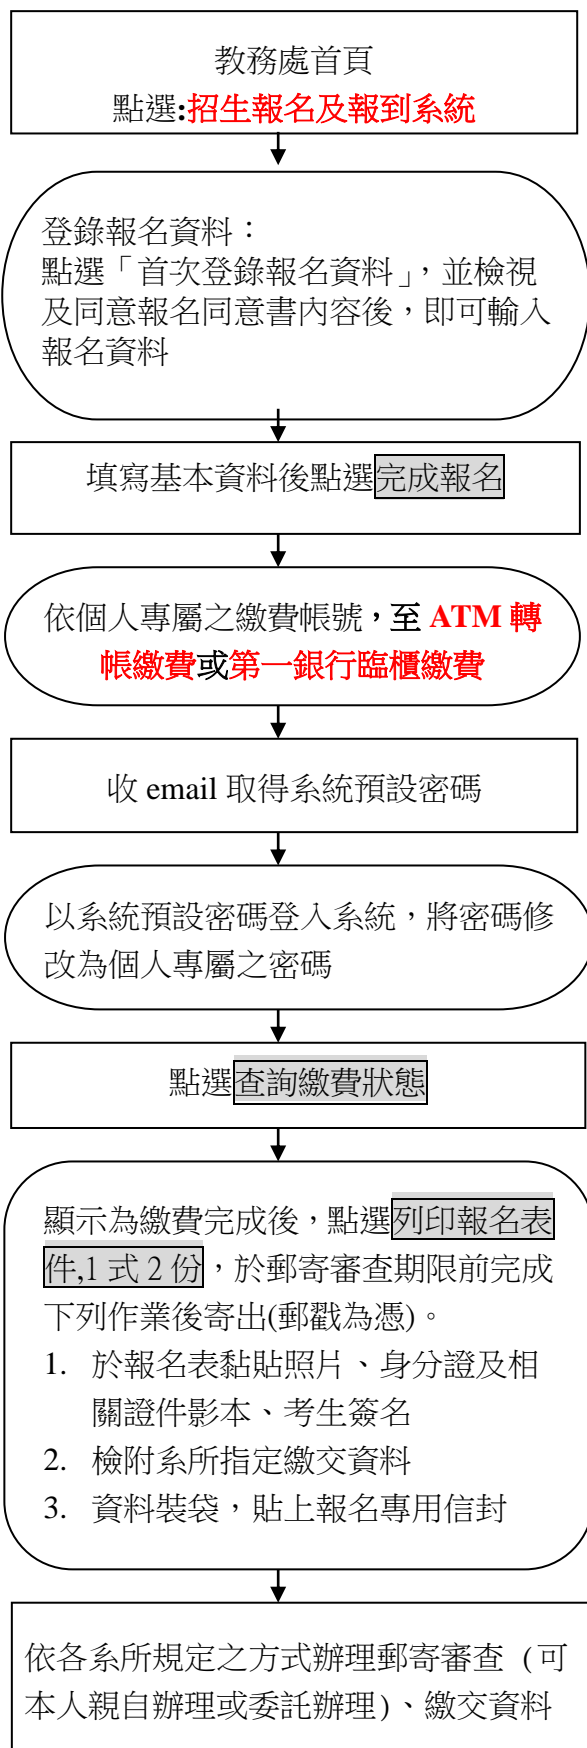 教務處首頁
點選:招生報名及報到系統
登錄報名資料：
點選「首次登錄報名資料」，並檢視
及同意報名同意書內容後，即可輸入
報名資料
填寫基本資料後點選完成報名
依個人專屬之繳費帳號，至 ATM 轉
帳繳費或第一銀行臨櫃繳費
收 email 取得系統預設密碼
以系統預設密碼登入系統，將密碼修
改為個人專屬之密碼
點選查詢繳費狀態
顯示為繳費完成後，點選列印報名表
件,1 式 2 份，於郵寄審查期限前完成
下列作業後寄出(郵戳為憑)。
1. 於報名表黏貼照片、身分證及相
關證件影本、考生簽名
2. 檢附系所指定繳交資料
3. 資料裝袋，貼上報名專用信封
依各系所規定之方式辦理郵寄審查 (可
本人親自辦理或委託辦理)、繳交資料